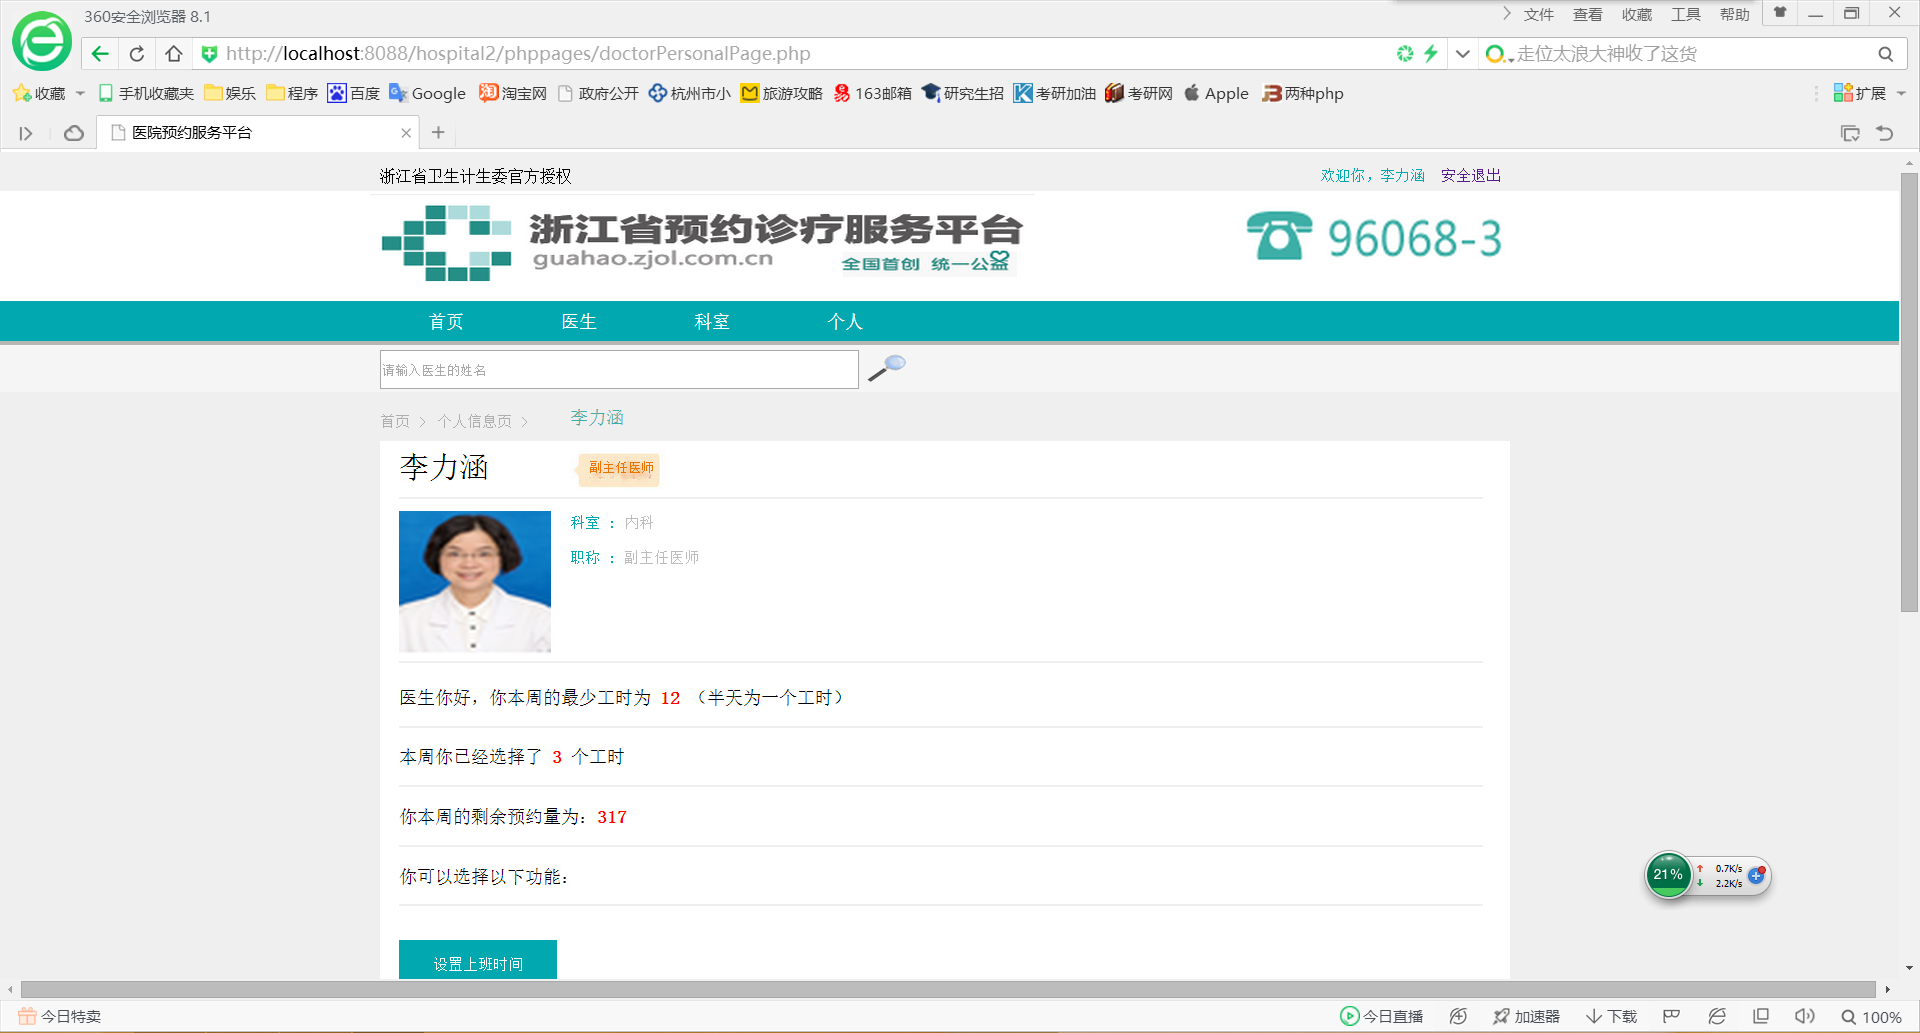 360安全浏览器 8.1
文件 查看 收藏 工具 帮助
http://localhost:8088/hospital2/phppages/doctorPersonalPage.php
走位太浪大神收了这货
收藏 手机收藏夹 娱乐 程序 百度 Google 淘宝网 政府公开 杭州市小 旅游攻略 163邮箱 研究生招 考研加油 考研网 Apple 两种php 扩展
医院预约服务平台
浙江省卫生计生委官方授权
欢迎你，李力涵 安全退出
浙江省预约诊疗服务平台
guahao.zjol.com.cn
全国首创 统一公益
96068-3
首页 医生 科室 个人
请输入医生的姓名
首页 > 个人信息页 > 李力涵
李力涵 副主任医师
科室 ： 内科
职称 ： 副主任医师
医生你好，你本周的最少工时为 12 （半天为一个工时）
本周你已经选择了 3 个工时
你本周的剩余预约量为：317
你可以选择以下功能：
21% 0.7K/s
2.2K/s
设置上班时间
今日特卖
今日直播 加速器 下载 100%